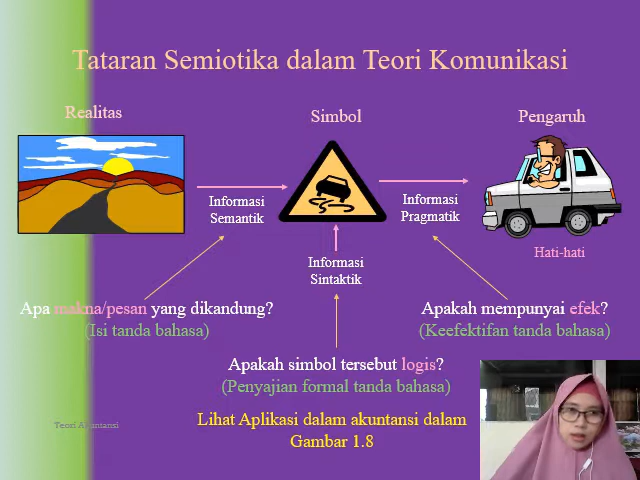 Tataran Semiotika dalam Teori Komunikasi
Realitas
Simbol
Pengaruh
Informasi
Semantik
Informasi
Pragmatik
Informasi
Sintaktik
Hati-hati
Apa makna/pesan yang dikandung?
(Isi tanda bahasa)
Apakah mempunyai efek?
(Keefektifan tanda bahasa)
Apakah simbol tersebut logis?
(Penyajian formal tanda bahasa)
Lihat Aplikasi dalam akuntansi dalam
Gambar 1.8
Teori Akuntansi